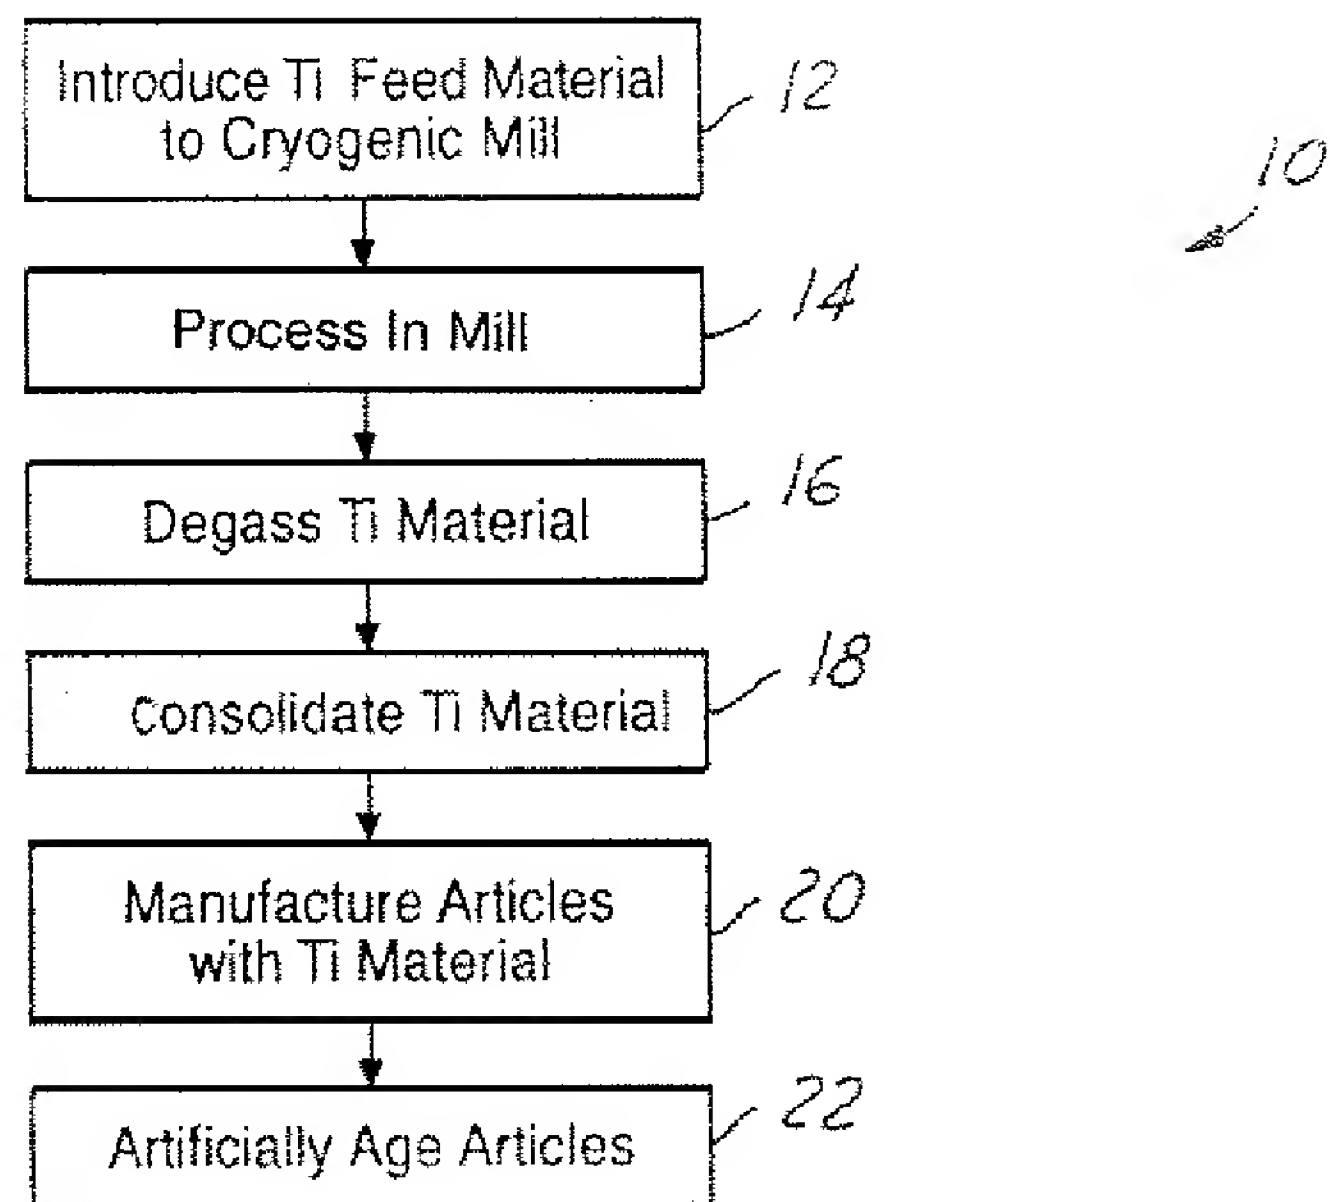 Introduce Ti Feed Material
to Cryogenic Mill
12
10
Process In Mill
14
Degass Ti Material
16
Consolidate Ti Material
18
Manufacture Articles
with Ti Material
20
Artificially Age Articles
22